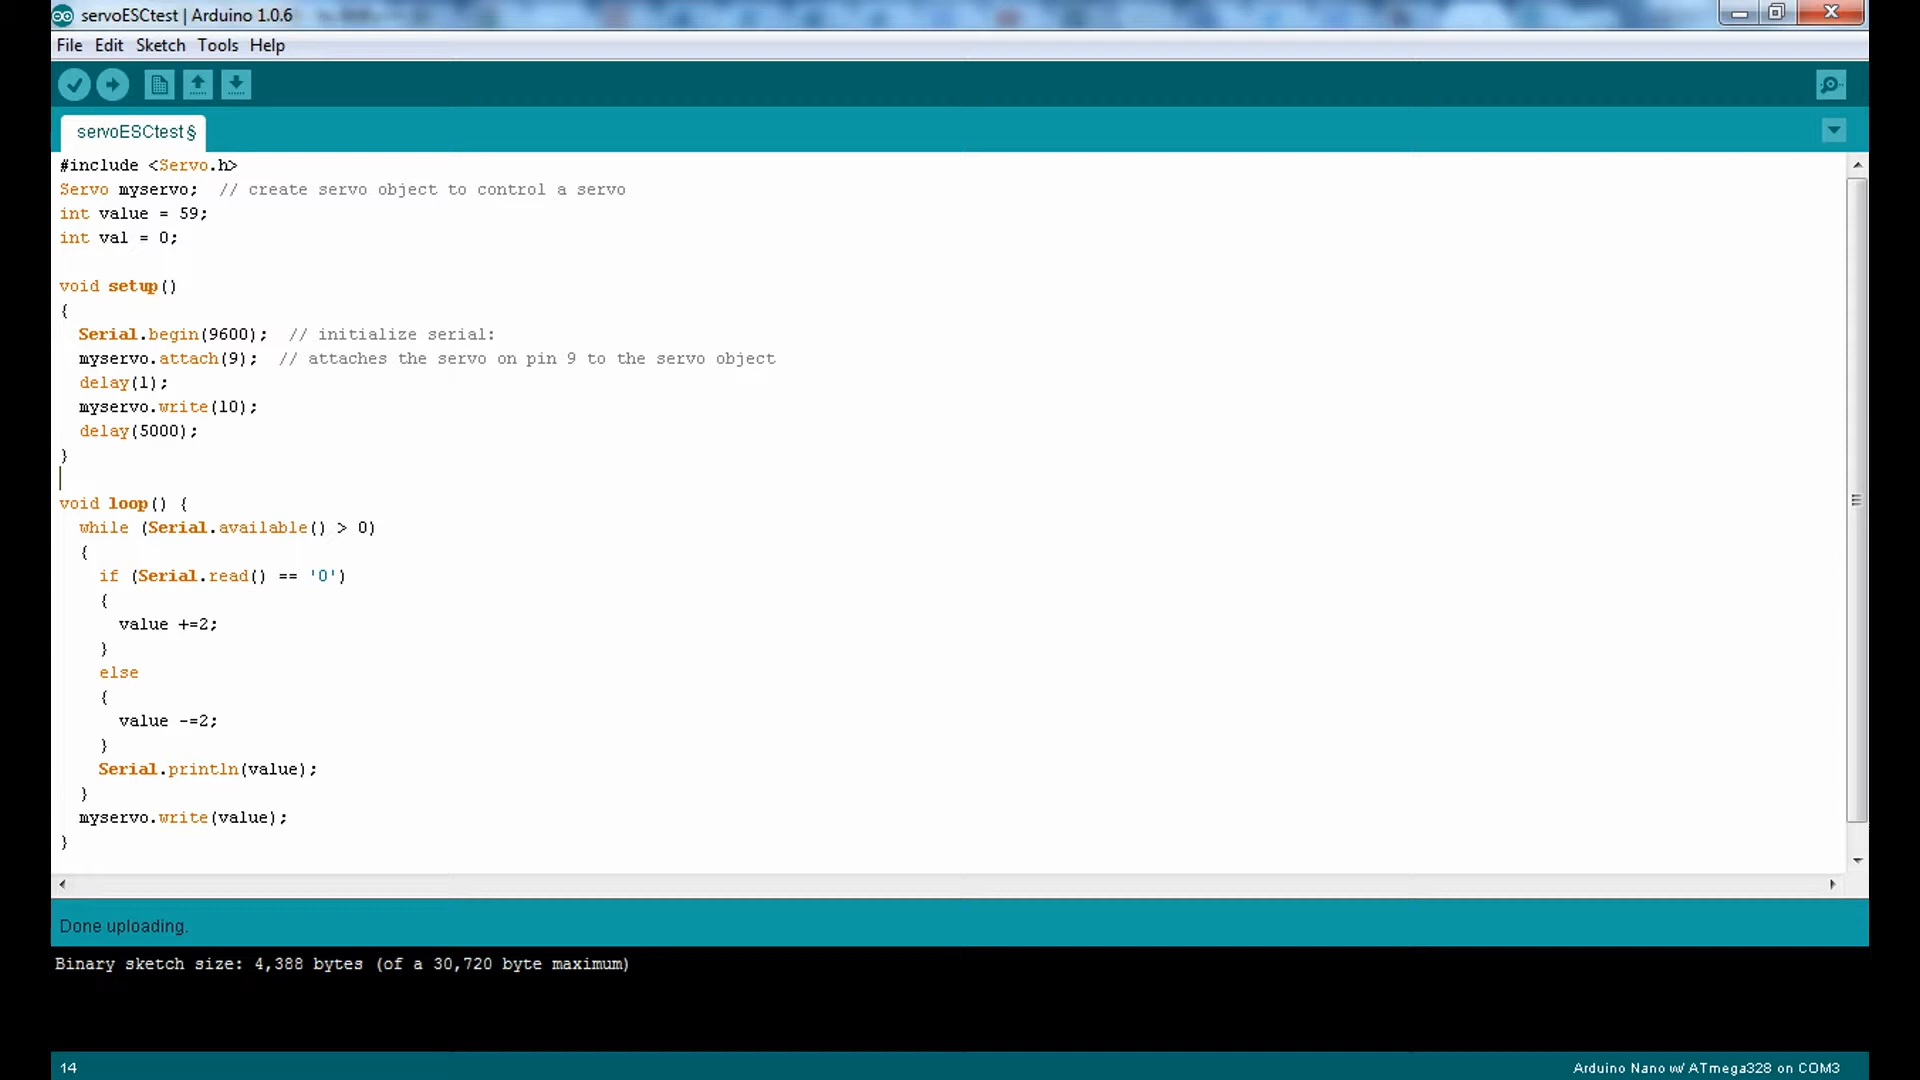 servoESCtest | Arduino 1.0.6
File Edit Sketch Tools Help
servoESCtest §
#include <Servo.h>
Servo myservo;  // create servo object to control a servo
int value = 59;
int val = 0;
void setup()
{
  Serial.begin(9600);  // initialize serial:
  myservo.attach(9);  // attaches the servo on pin 9 to the servo object
  delay(1);
  myservo.write(10);
  delay(5000);
}
void loop() {
  while (Serial.available() > 0)
  {
    if (Serial.read() == '0')
    {
      value +=2;
    }
    else
    {
      value -=2;
    }
    Serial.println(value);
  }
  myservo.write(value);
}
Done uploading.
Binary sketch size: 4,388 bytes (of a 30,720 byte maximum)
14
Arduino Nano w/ ATmega328 on COM3